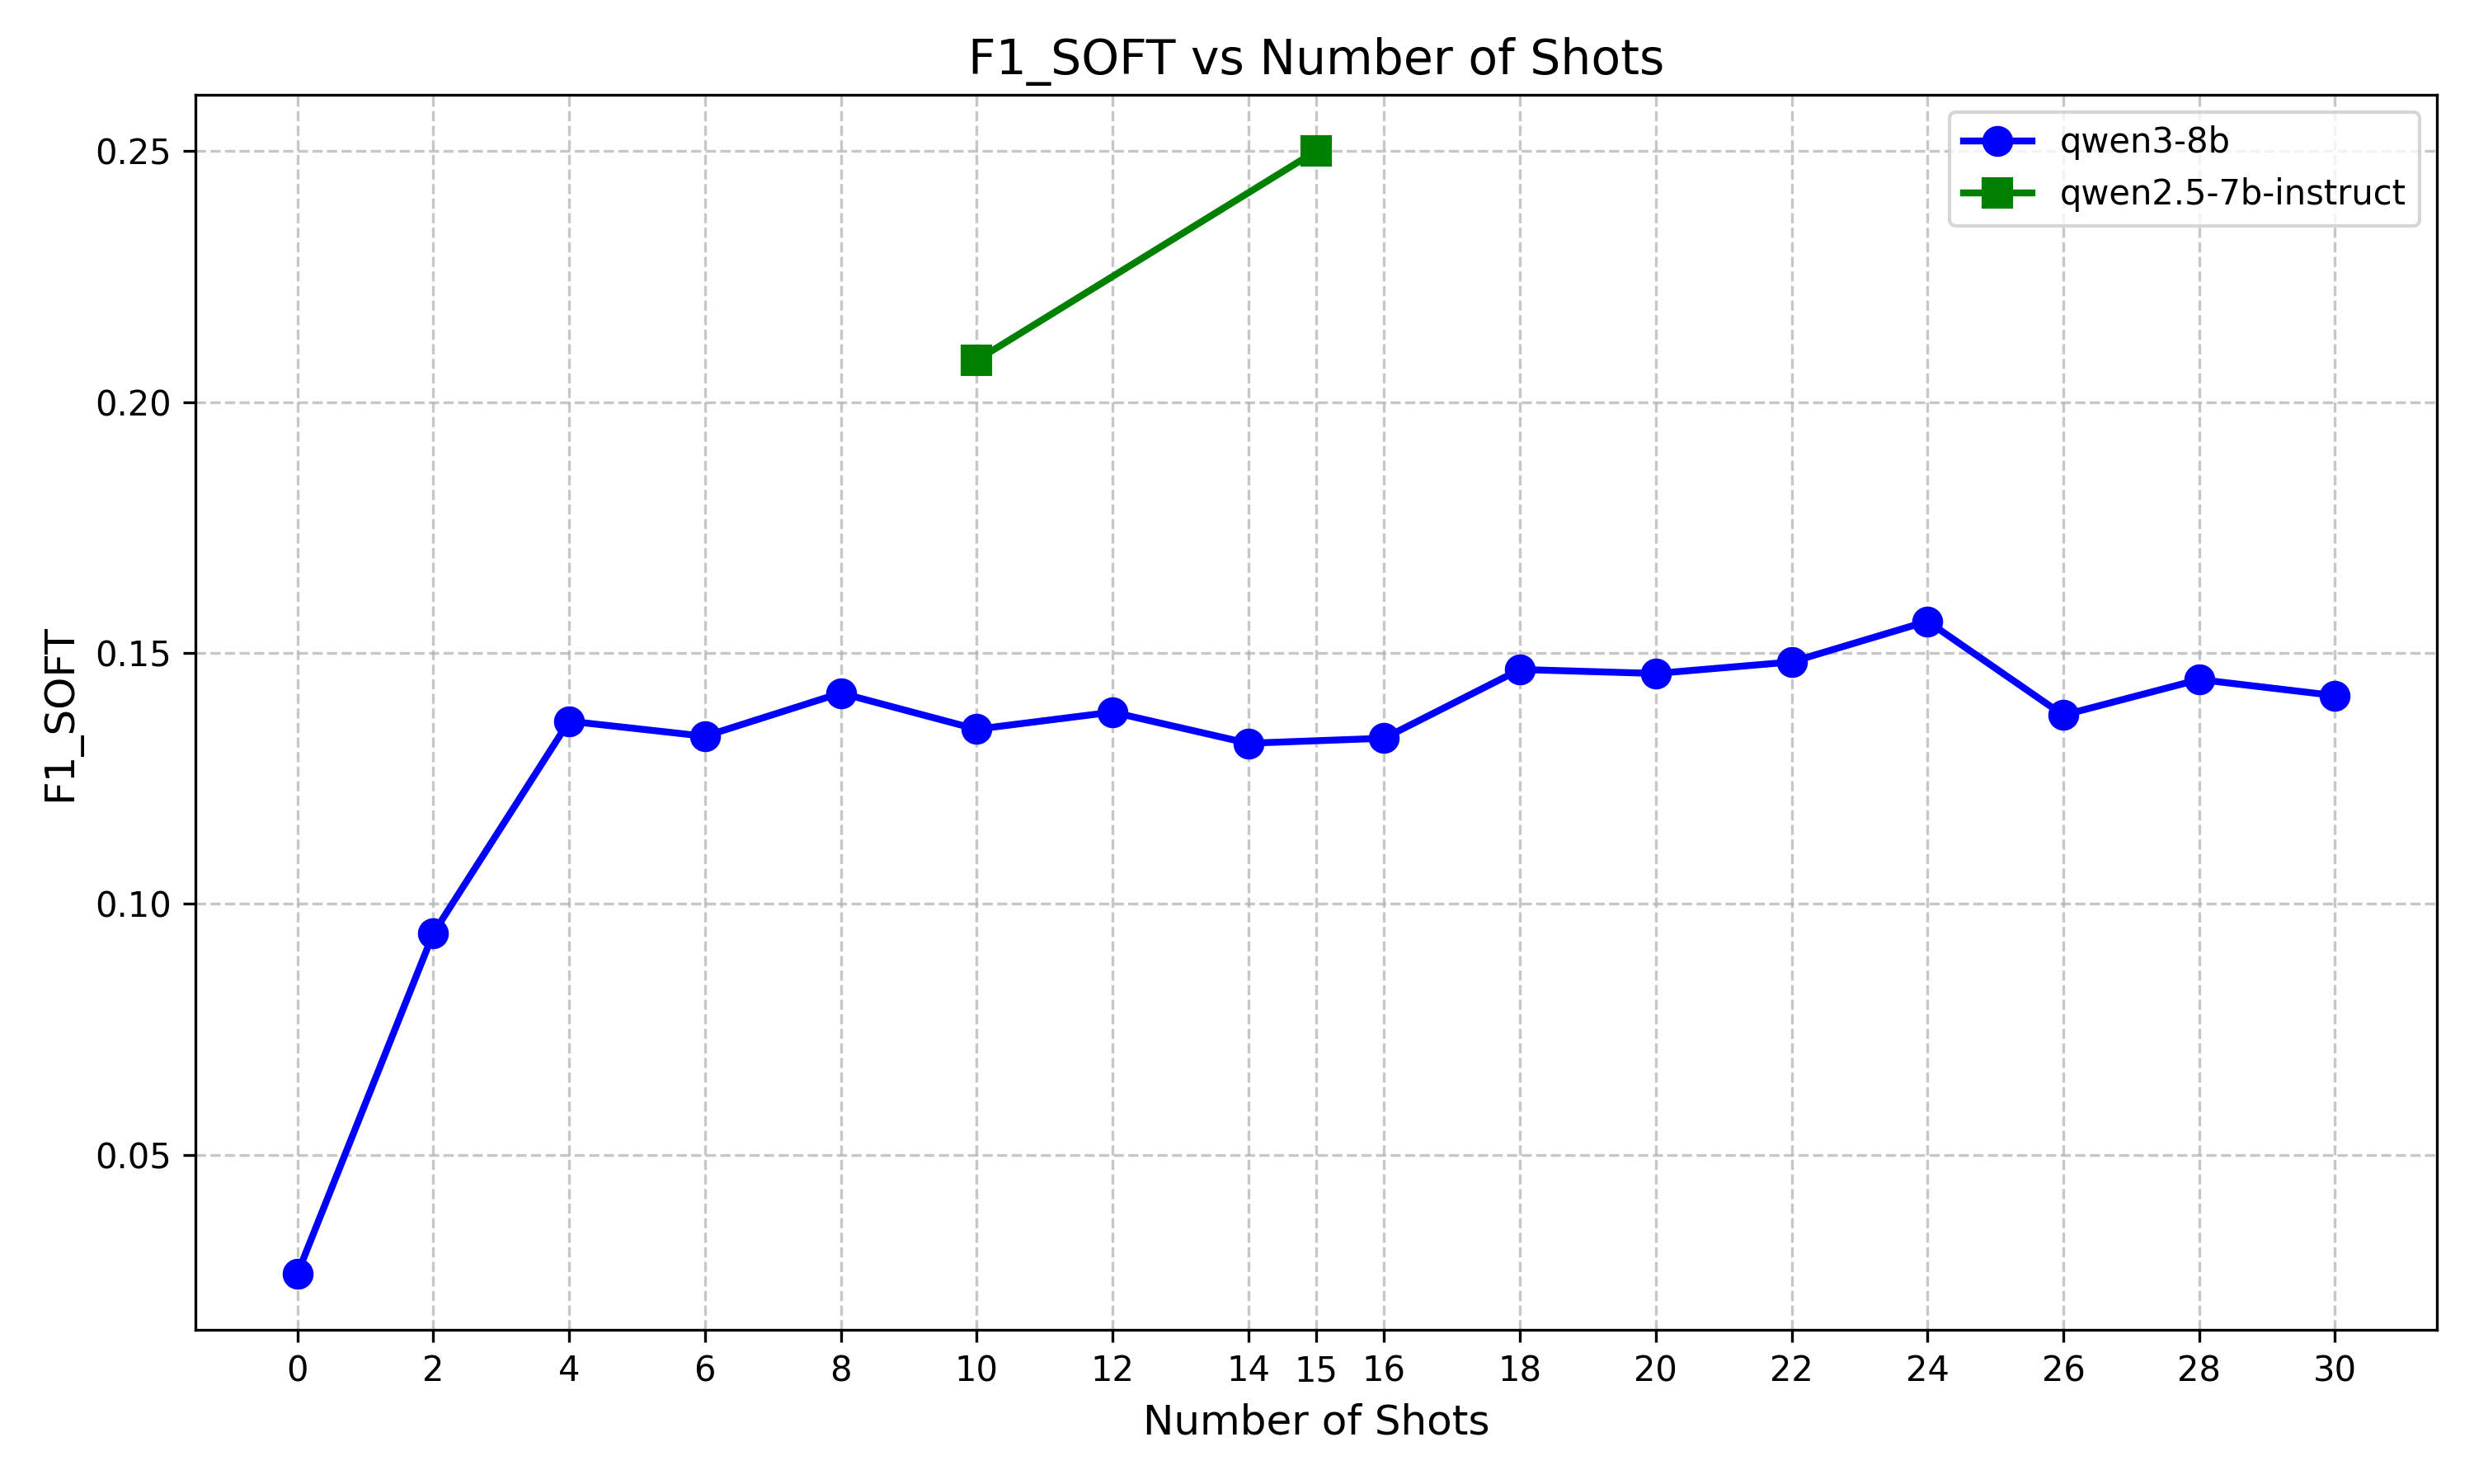 F1_SOFT vs Number of Shots
qwen3-8b
qwen2.5-7b-instruct
F1_SOFT
0.25
0.20
0.15
0.10
0.05
0 2 4 6 8 10 12 14 15 16 18 20 22 24 26 28 30
Number of Shots